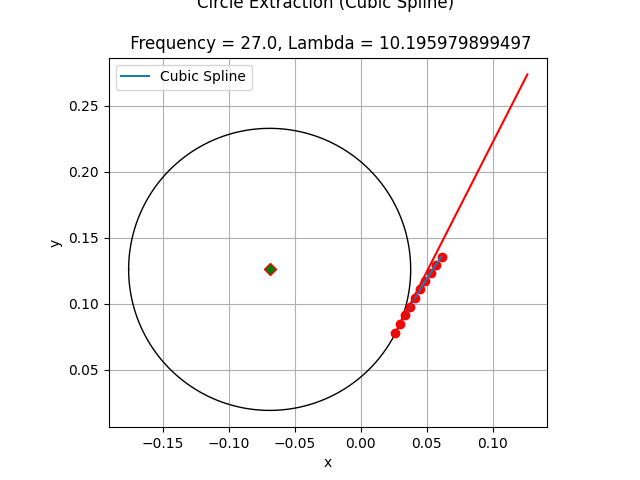 Circle Extraction (Cubic Spline)
Frequency = 27.0, Lambda = 10.195979899497
Cubic Spline
0.25
0.20
0.15
0.10
0.05
y
−0.15
−0.10
−0.05
0.00
0.05
0.10
x